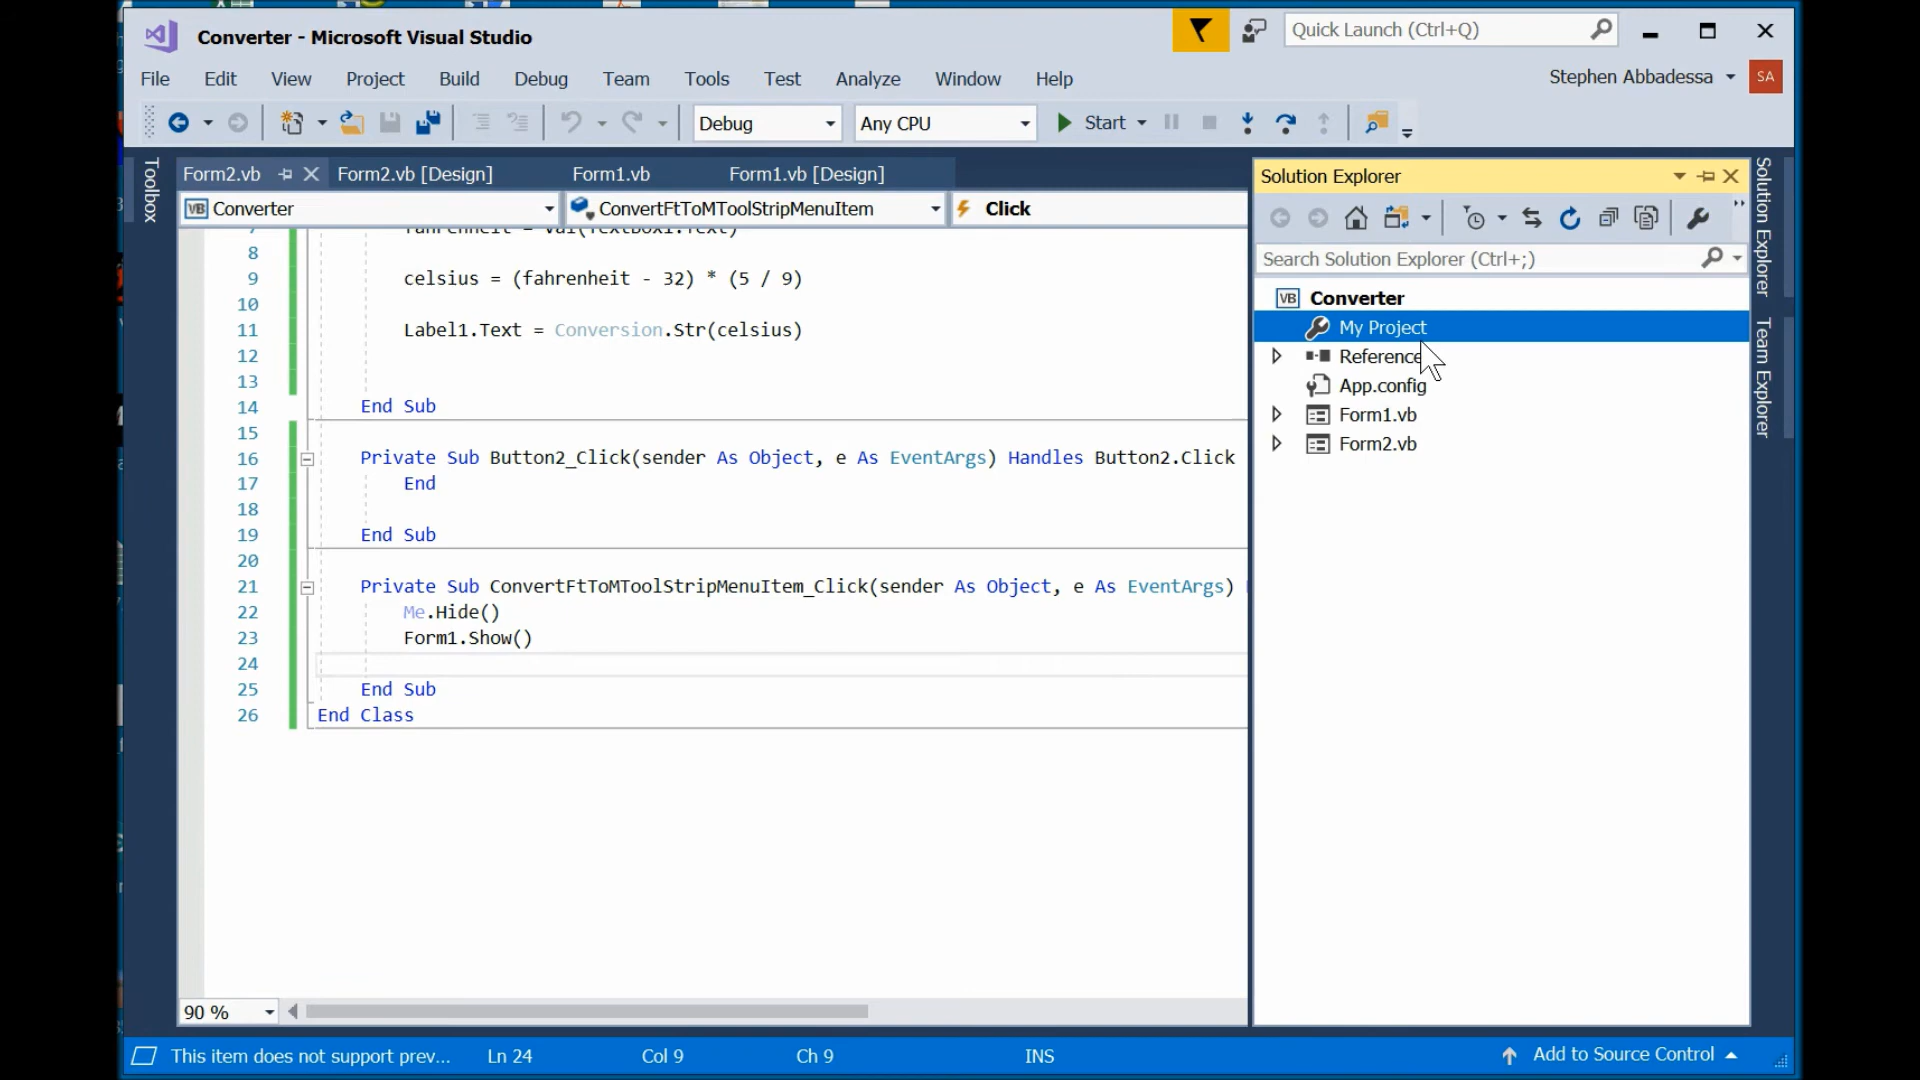 Converter - Microsoft Visual Studio
Quick Launch (Ctrl+Q)
File Edit View Project Build Debug Team Tools Test Analyze Window Help
Stephen Abbadessa SA
Debug Any CPU Start
Toolbox
Form2.vb Form2.vb [Design] Form1.vb Form1.vb [Design]
VB Converter ConvertFtToMToolStripMenuItem Click
7 fahrenheit = Val(TextBox1.Text)
8
9 celsius = (fahrenheit - 32) * (5 / 9)
10
11 Label1.Text = Conversion.Str(celsius)
12
13
14 End Sub
15
16 Private Sub Button2_Click(sender As Object, e As EventArgs) Handles Button2.Click
17 End
18
19 End Sub
20
21 Private Sub ConvertFtToMToolStripMenuItem_Click(sender As Object, e As EventArgs)
22 Me.Hide()
23 Form1.Show()
24
25 End Sub
26 End Class
90 %
Solution Explorer
Search Solution Explorer (Ctrl+;)
VB Converter
My Project
Reference
App.config
Form1.vb
Form2.vb
Solution Explorer
Team Explorer
This item does not support prev... Ln 24 Col 9 Ch 9 INS Add to Source Control